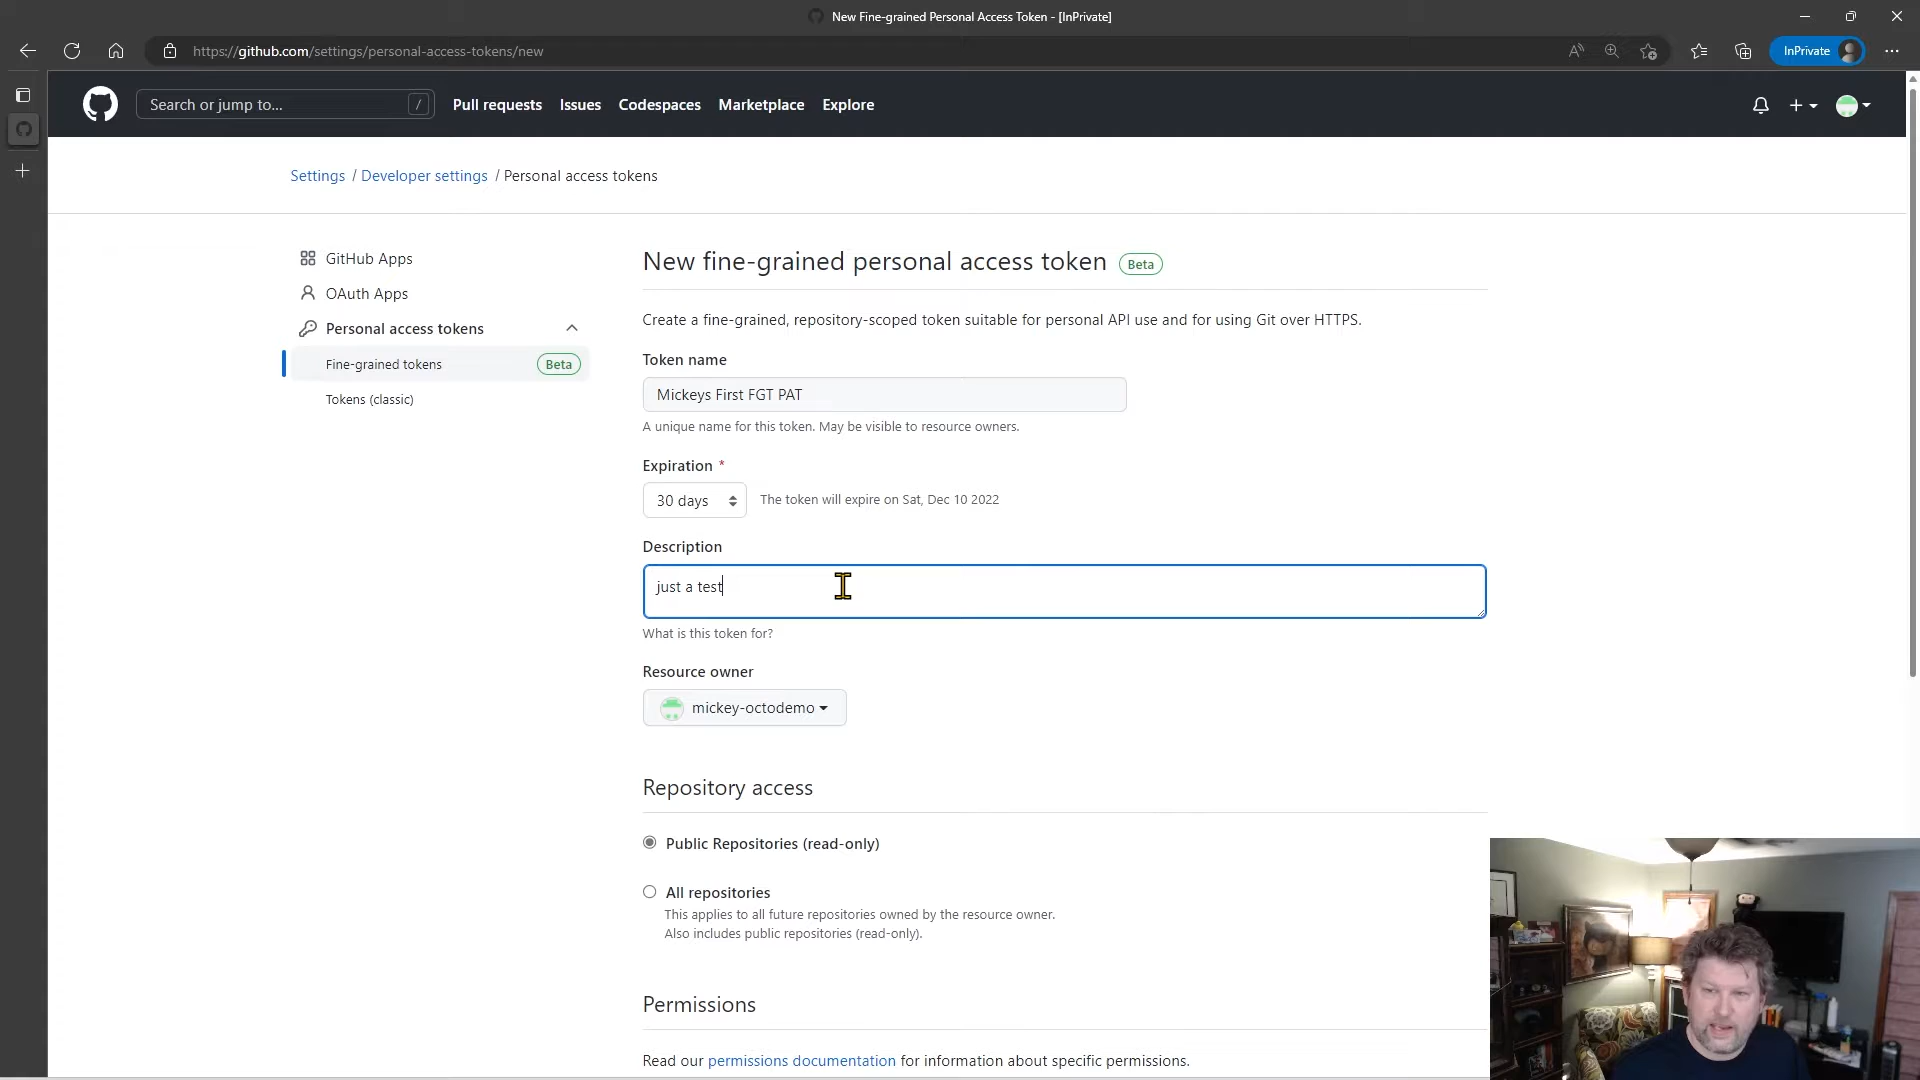 New Fine-grained Personal Access Token - [InPrivate]
https://github.com/settings/personal-access-tokens/new
InPrivate
Search or jump to...
/
Pull requests
Issues
Codespaces
Marketplace
Explore
Settings / Developer settings / Personal access tokens
GitHub Apps
OAuth Apps
Personal access tokens
Fine-grained tokens
Beta
Tokens (classic)
New fine-grained personal access token Beta
Create a fine-grained, repository-scoped token suitable for personal API use and for using Git over HTTPS.
Token name
Mickeys First FGT PAT
A unique name for this token. May be visible to resource owners.
Expiration *
30 days
The token will expire on Sat, Dec 10 2022
Description
just a test
What is this token for?
Resource owner
mickey-octodemo
Repository access
Public Repositories (read-only)
All repositories
This applies to all future repositories owned by the resource owner.
Also includes public repositories (read-only).
Permissions
Read our permissions documentation for information about specific permissions.